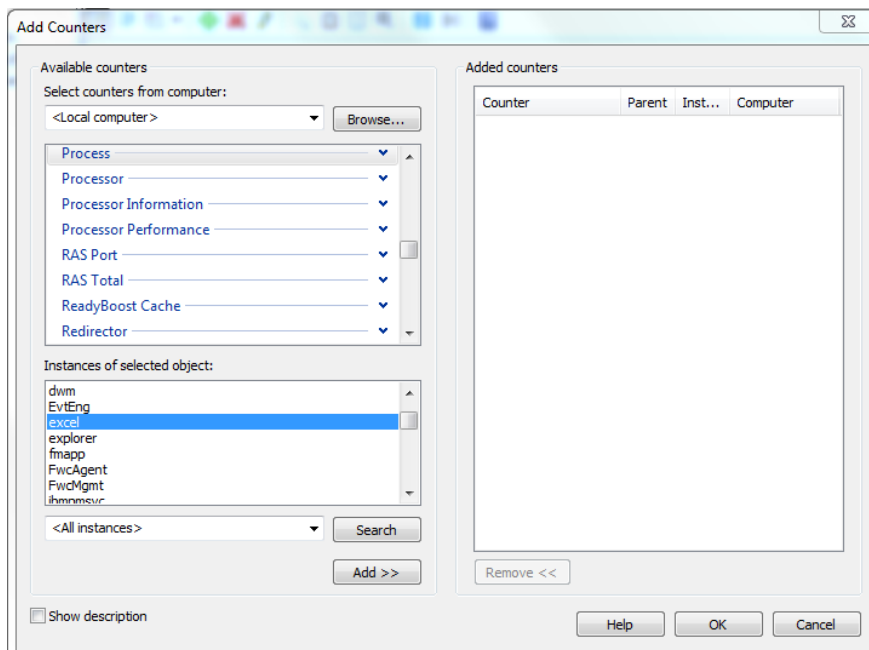 Add Counters
Available counters
Select counters from computer:
<Local computer>
Browse...
Process
Processor
Processor Information
Processor Performance
RAS Port
RAS Total
ReadyBoost Cache
Redirector
Instances of selected object:
dwm
EvtEng
excel
explorer
fmapp
FwcAgent
FwcMgmt
ibmpmsvc
<All instances>
Search
Add >>
Show description
Added counters
Counter Parent Inst... Computer
Remove <<
Help OK Cancel